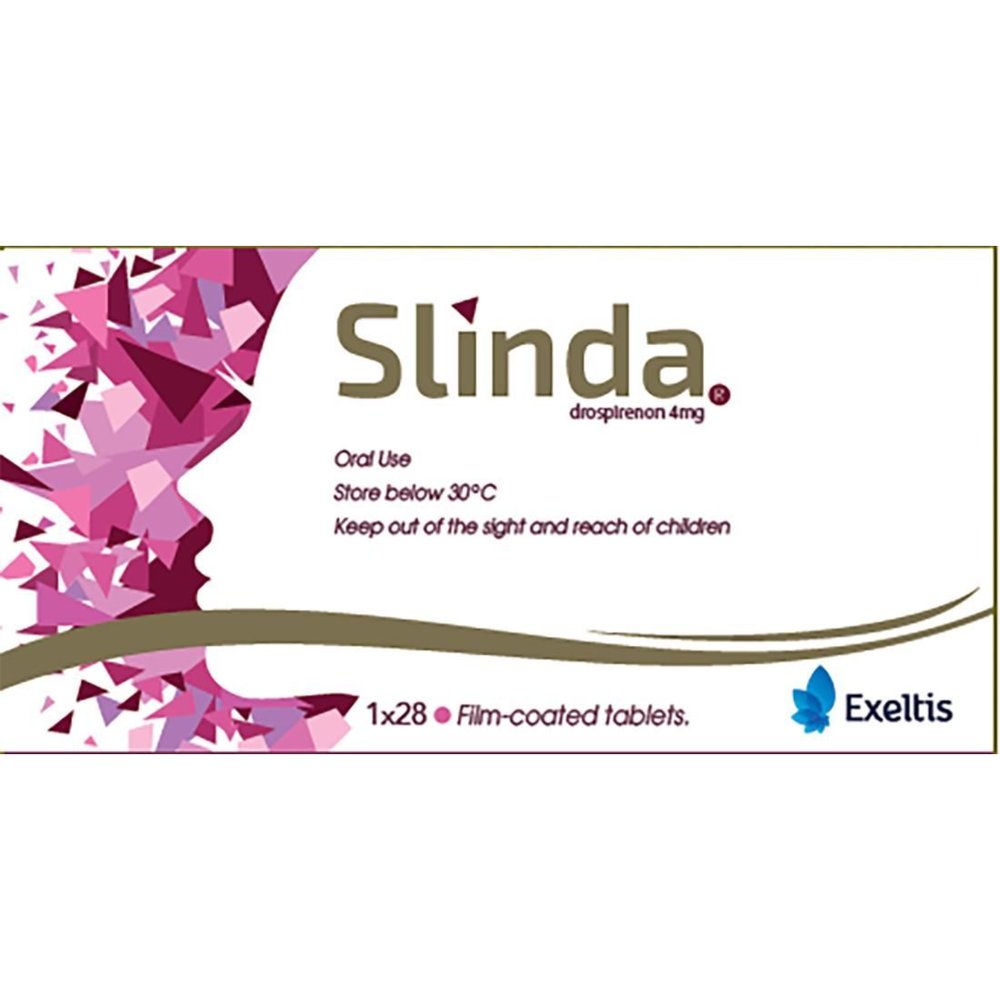 Slinda®
drospirenon 4mg
Oral Use
Store below 30°C
Keep out of the sight and reach of children
1x28 ● Film-coated tablets.
Exeltis